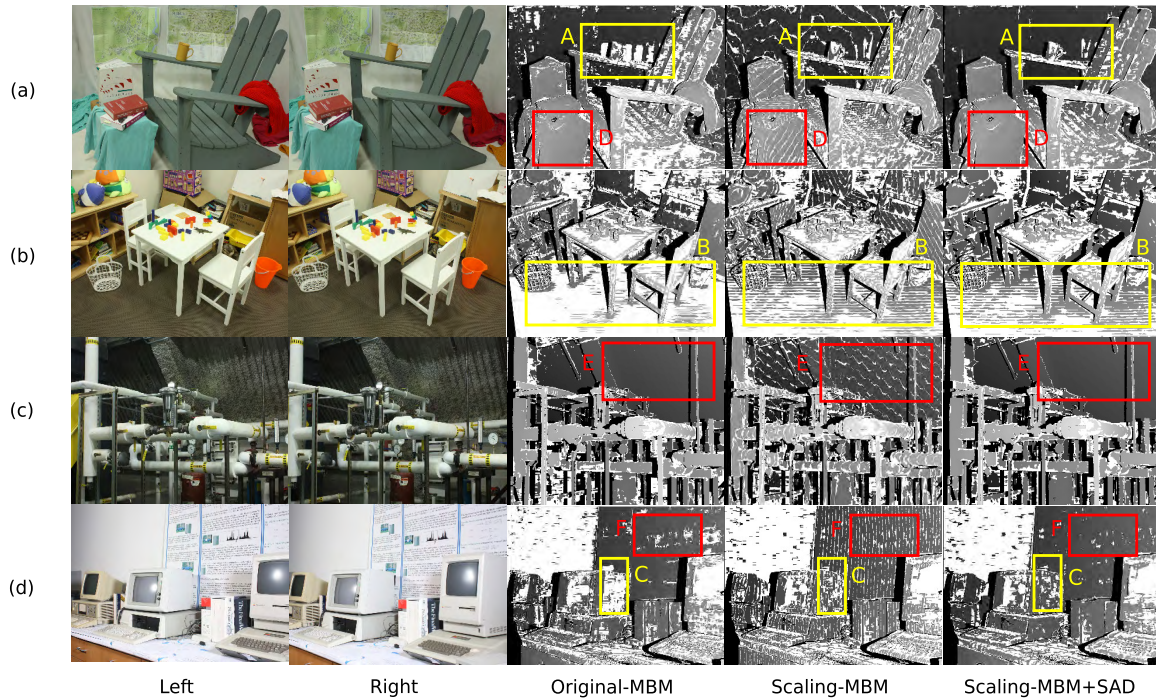 (a)
A
A
A
D
D
D
(b)
B
B
B
(c)
E
E
E
(d)
F
F
F
C
C
C
Left
Right
Original-MBM
Scaling-MBM
Scaling-MBM+SAD